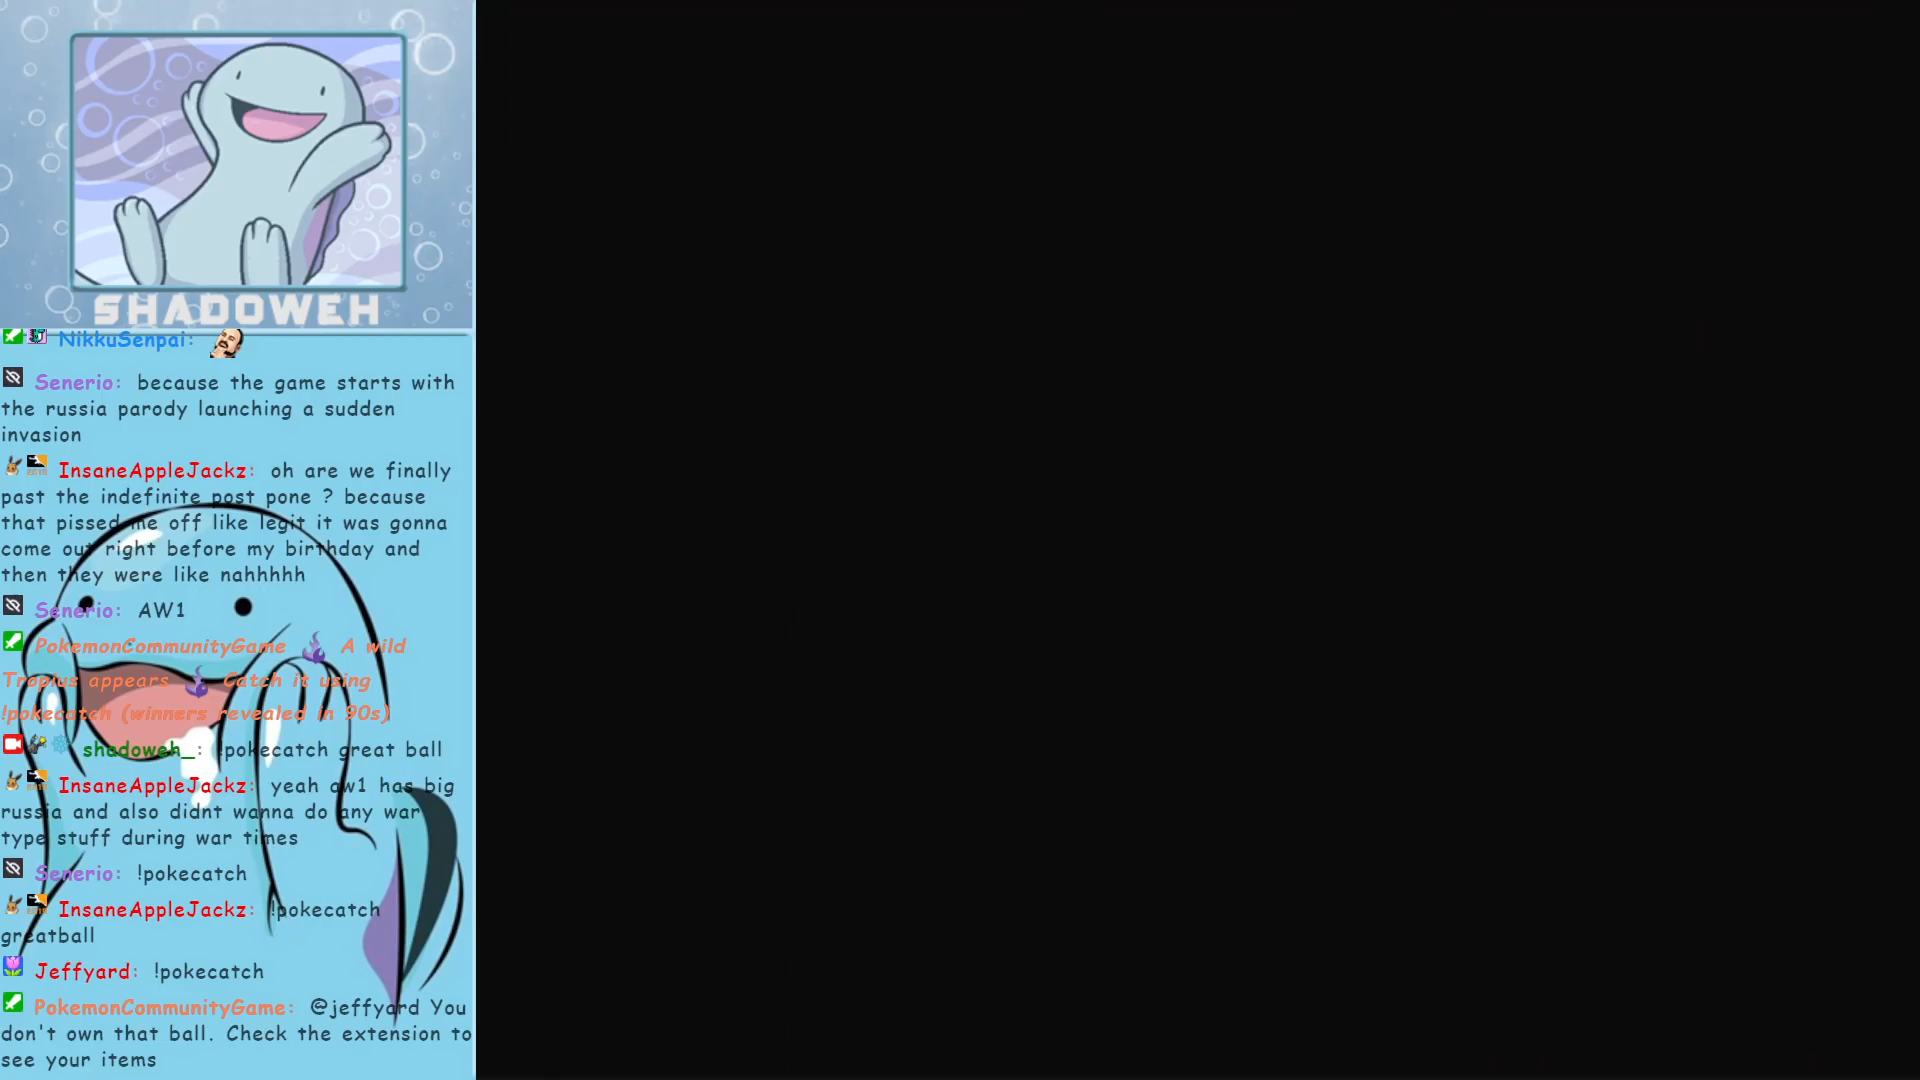 SHADOWEH
NikkuSenpai:
Senerio: because the game starts with
the russia parody launching a sudden
invasion
InsaneAppleJackz: oh are we finally
past the indefinite post pone ? because
that pissed me off like legit it was gonna
come out right before my birthday and
then they were like nahhhhh
Senerio: AW1
PokemonCommunityGame A wild
Tropius appears Catch it using
!pokecatch (winners revealed in 90s)
shadoweh_: !pokecatch great ball
InsaneAppleJackz: yeah aw1 has big
russia and also didnt wanna do any war
type stuff during war times
Senerio: !pokecatch
InsaneAppleJackz: !pokecatch
greatball
Jeffyard: !pokecatch
PokemonCommunityGame: @jeffyard You
don't own that ball. Check the extension to
see your items